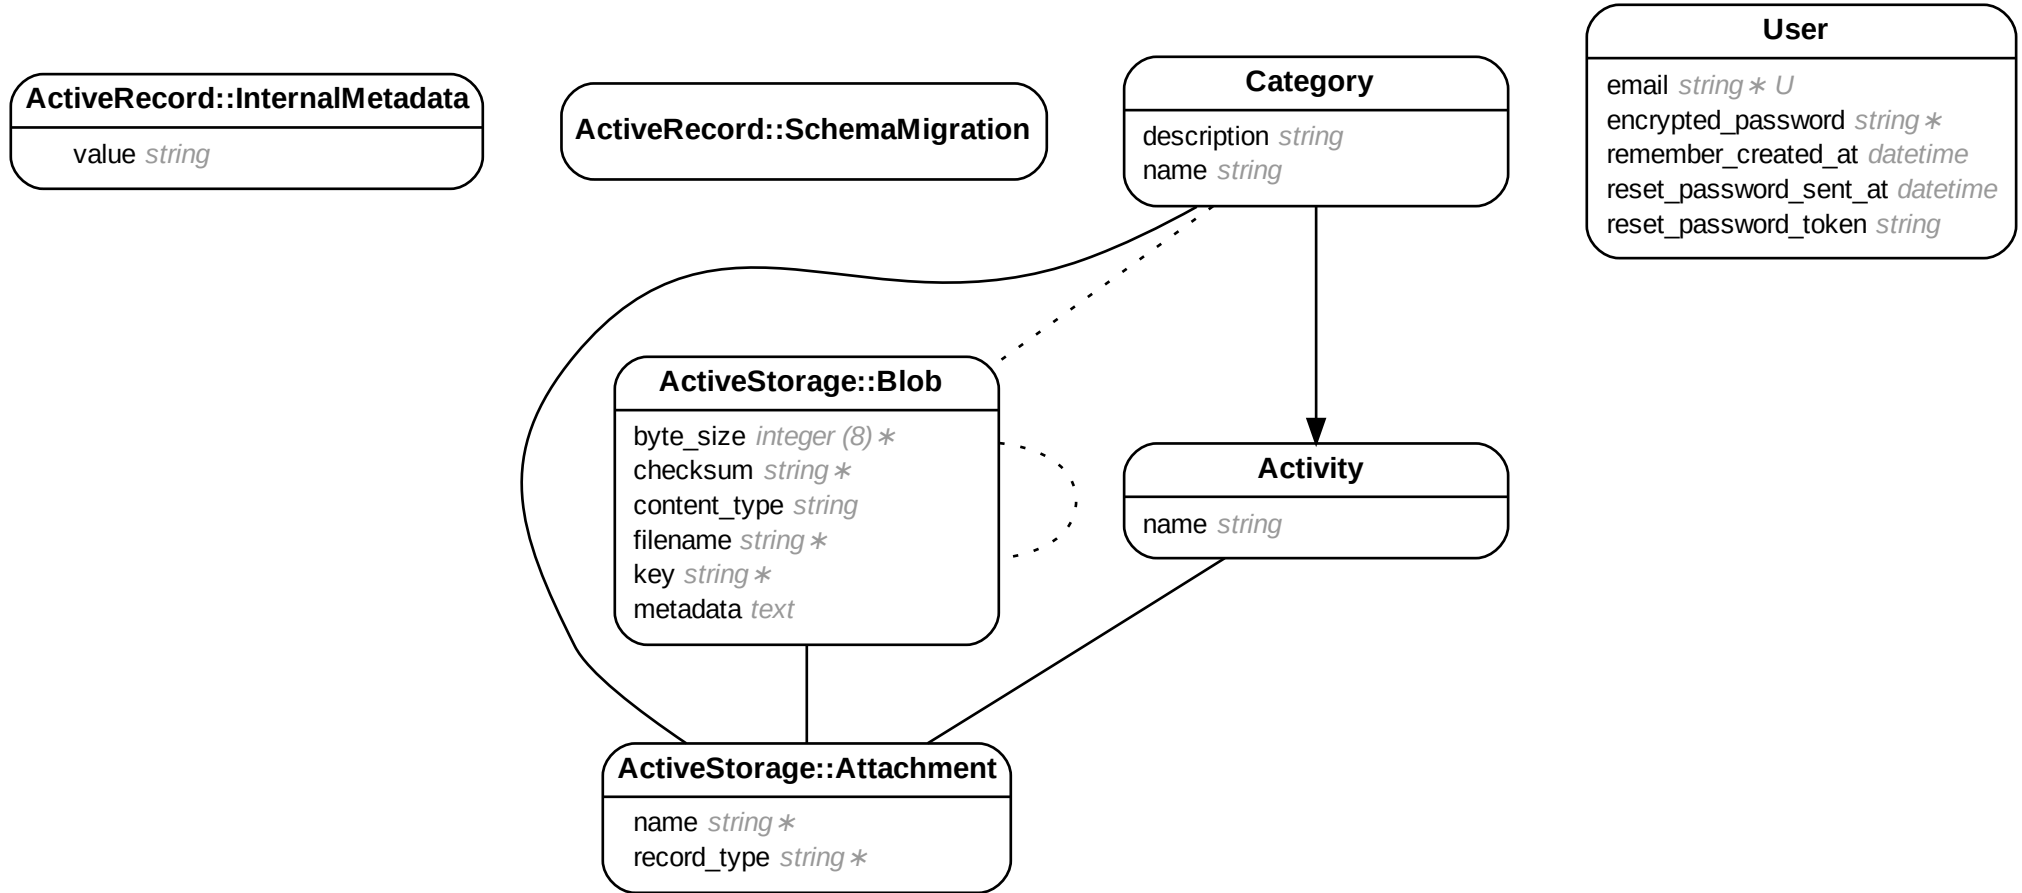 ActiveRecord::InternalMetadata
value string
ActiveRecord::SchemaMigration
Category
description string
name string
User
email string∗ U
encrypted_password string∗
remember_created_at datetime
reset_password_sent_at datetime
reset_password_token string
ActiveStorage::Blob
byte_size integer (8)∗
checksum string∗
content_type string
filename string∗
key string∗
metadata text
Activity
name string
ActiveStorage::Attachment
name string∗
record_type string∗